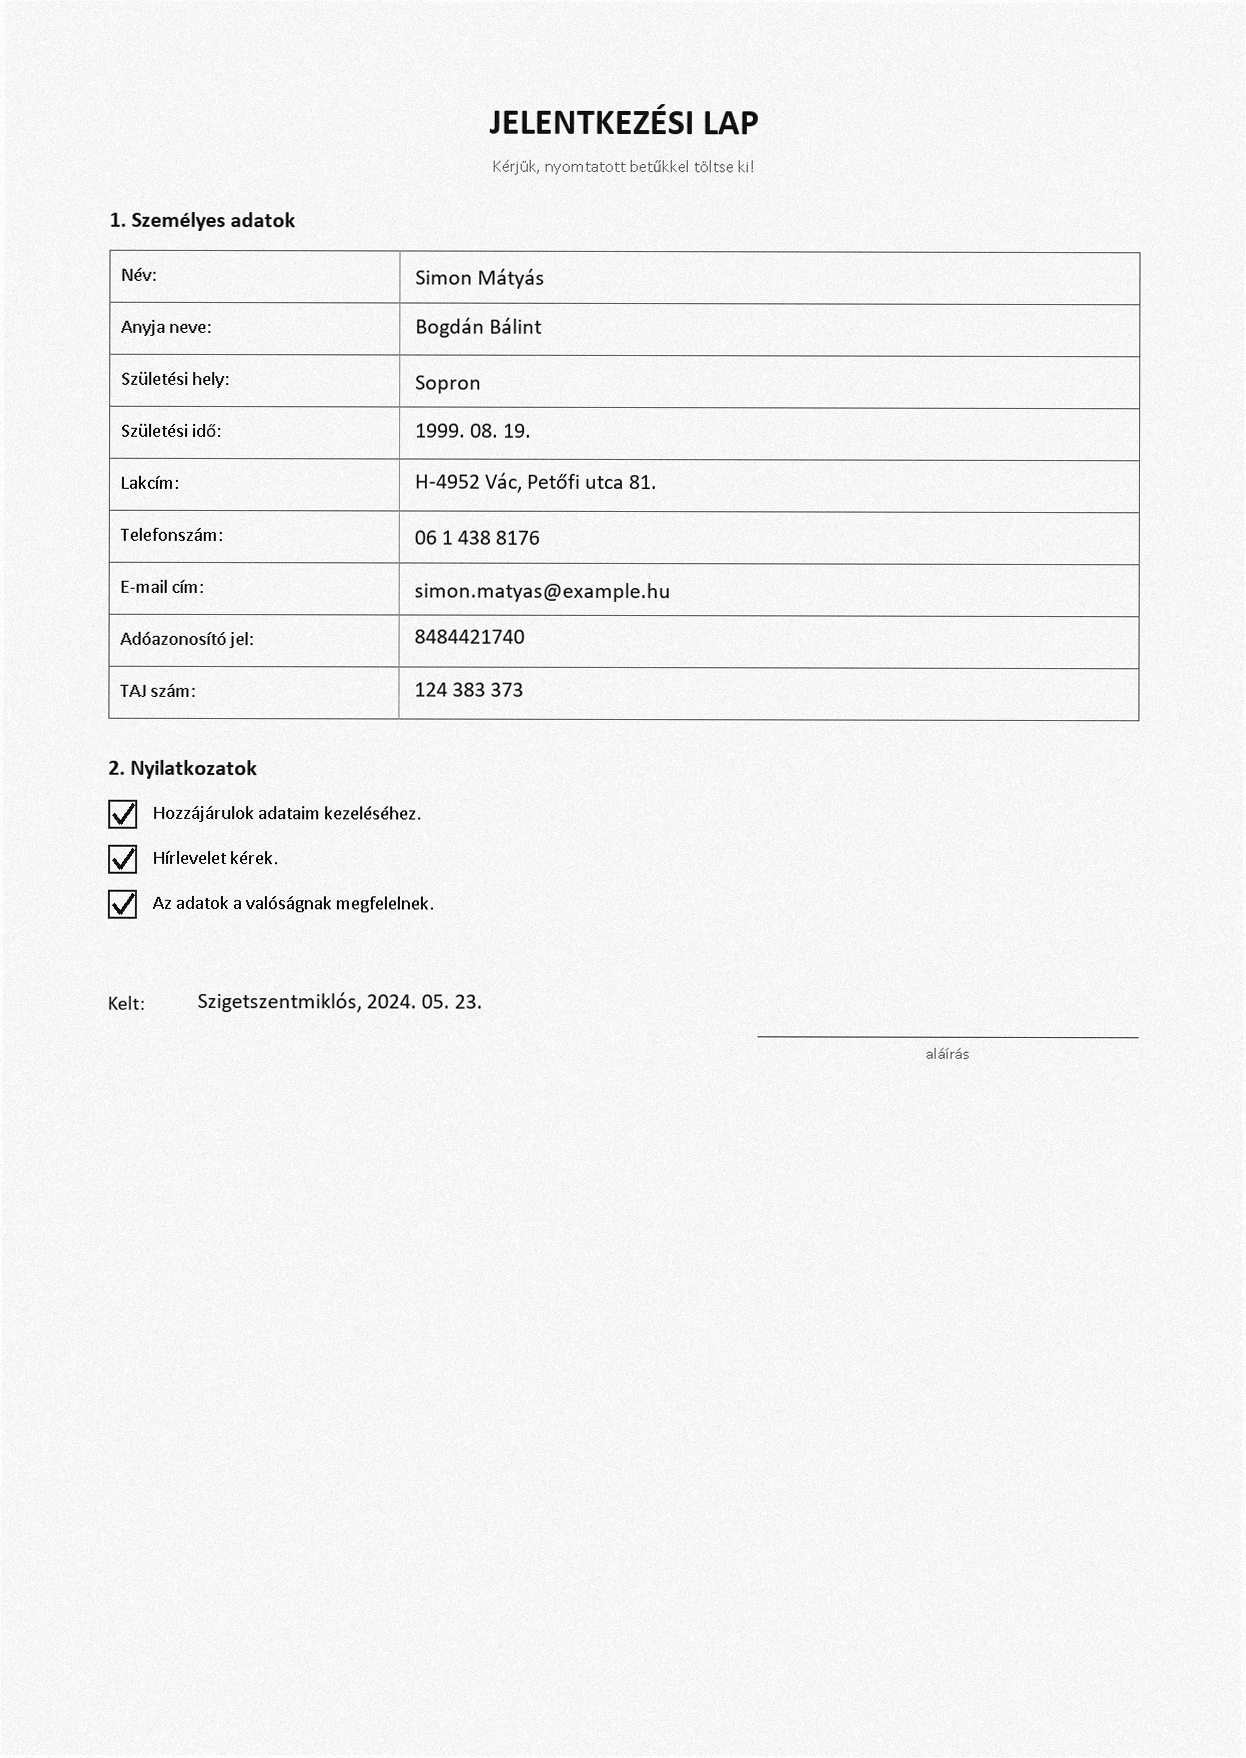 JELENTKEZÉSI LAP
Kérjük, nyomtatott betűkkel töltse ki!
1. Személyes adatok
Név: Simon Mátyás
Anyja neve: Bogdán Bálint
Születési hely: Sopron
Születési idő: 1999. 08. 19.
Lakcím: H-4952 Vác, Petőfi utca 81.
Telefonszám: 06 1 438 8176
E-mail cím: simon.matyas@example.hu
Adóazonosító jel: 8484421740
TAJ szám: 124 383 373
2. Nyilatkozatok
Hozzájárulok adataim kezeléséhez.
Hírlevelet kérek.
Az adatok a valóságnak megfelelnek.
Kelt: Szigetszentmiklós, 2024. 05. 23.
aláírás